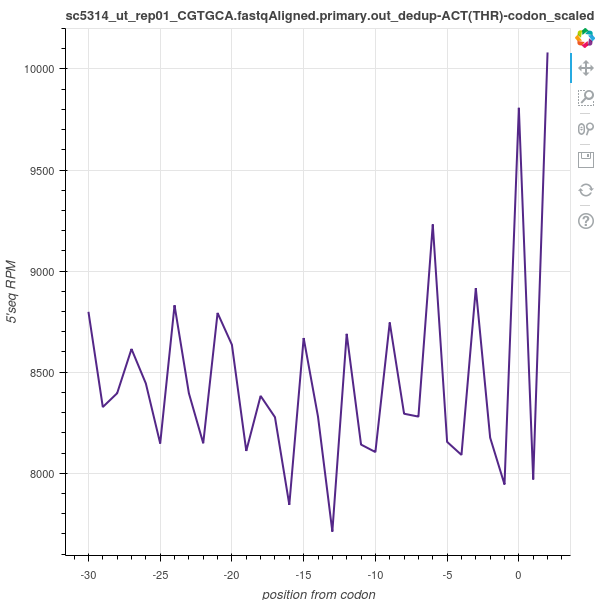 sc5314_ut_rep01_CGTGCA.fastqAligned.primary.out_dedup-ACT(THR)-codon_scaled
10000
9500
9000
8500
8000
5'seq RPM
-30 -25 -20 -15 -10 -5 0
position from codon